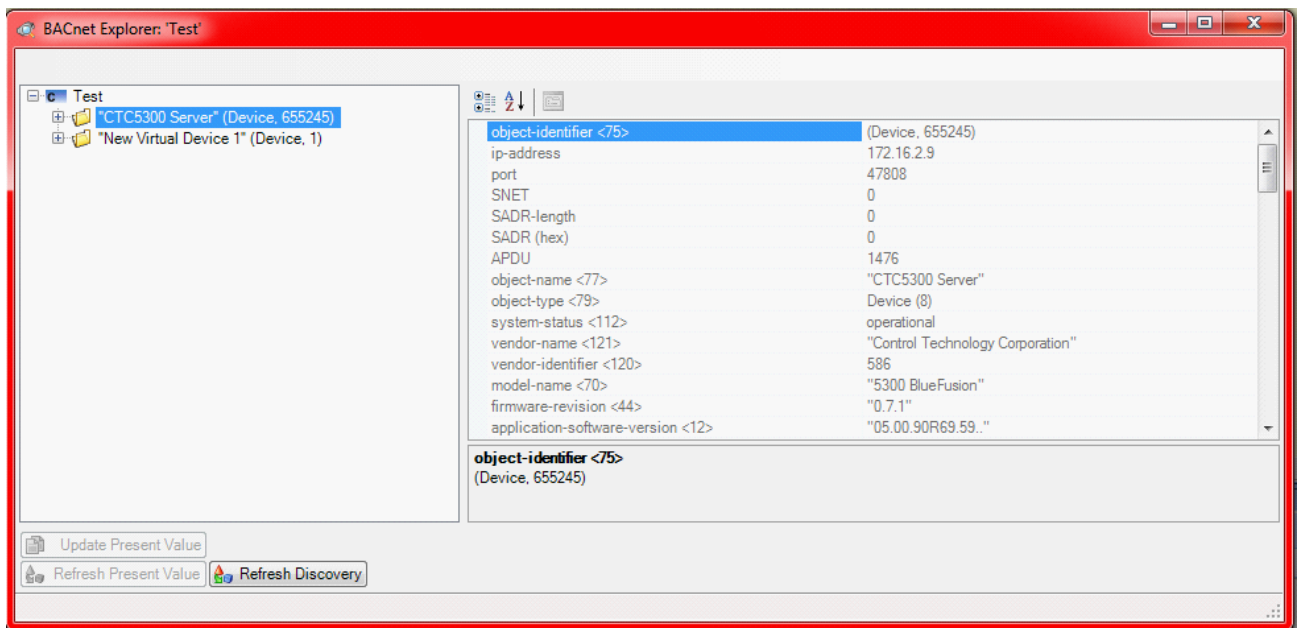 BACnet Explorer: 'Test'
Test
"CTC5300 Server" (Device, 655245)
"New Virtual Device 1" (Device, 1)
object-identifier <75> (Device, 655245)
ip-address 172.16.2.9
port 47808
SNET 0
SADR-length 0
SADR (hex) 0
APDU 1476
object-name <77> "CTC5300 Server"
object-type <79> Device (8)
system-status <112> operational
vendor-name <121> "Control Technology Corporation"
vendor-identifier <120> 586
model-name <70> "5300 BlueFusion"
firmware-revision <44> "0.7.1"
application-software-version <12> "05.00.90R69.59.."
object-identifier <75>
(Device, 655245)
Update Present Value
Refresh Present Value Refresh Discovery